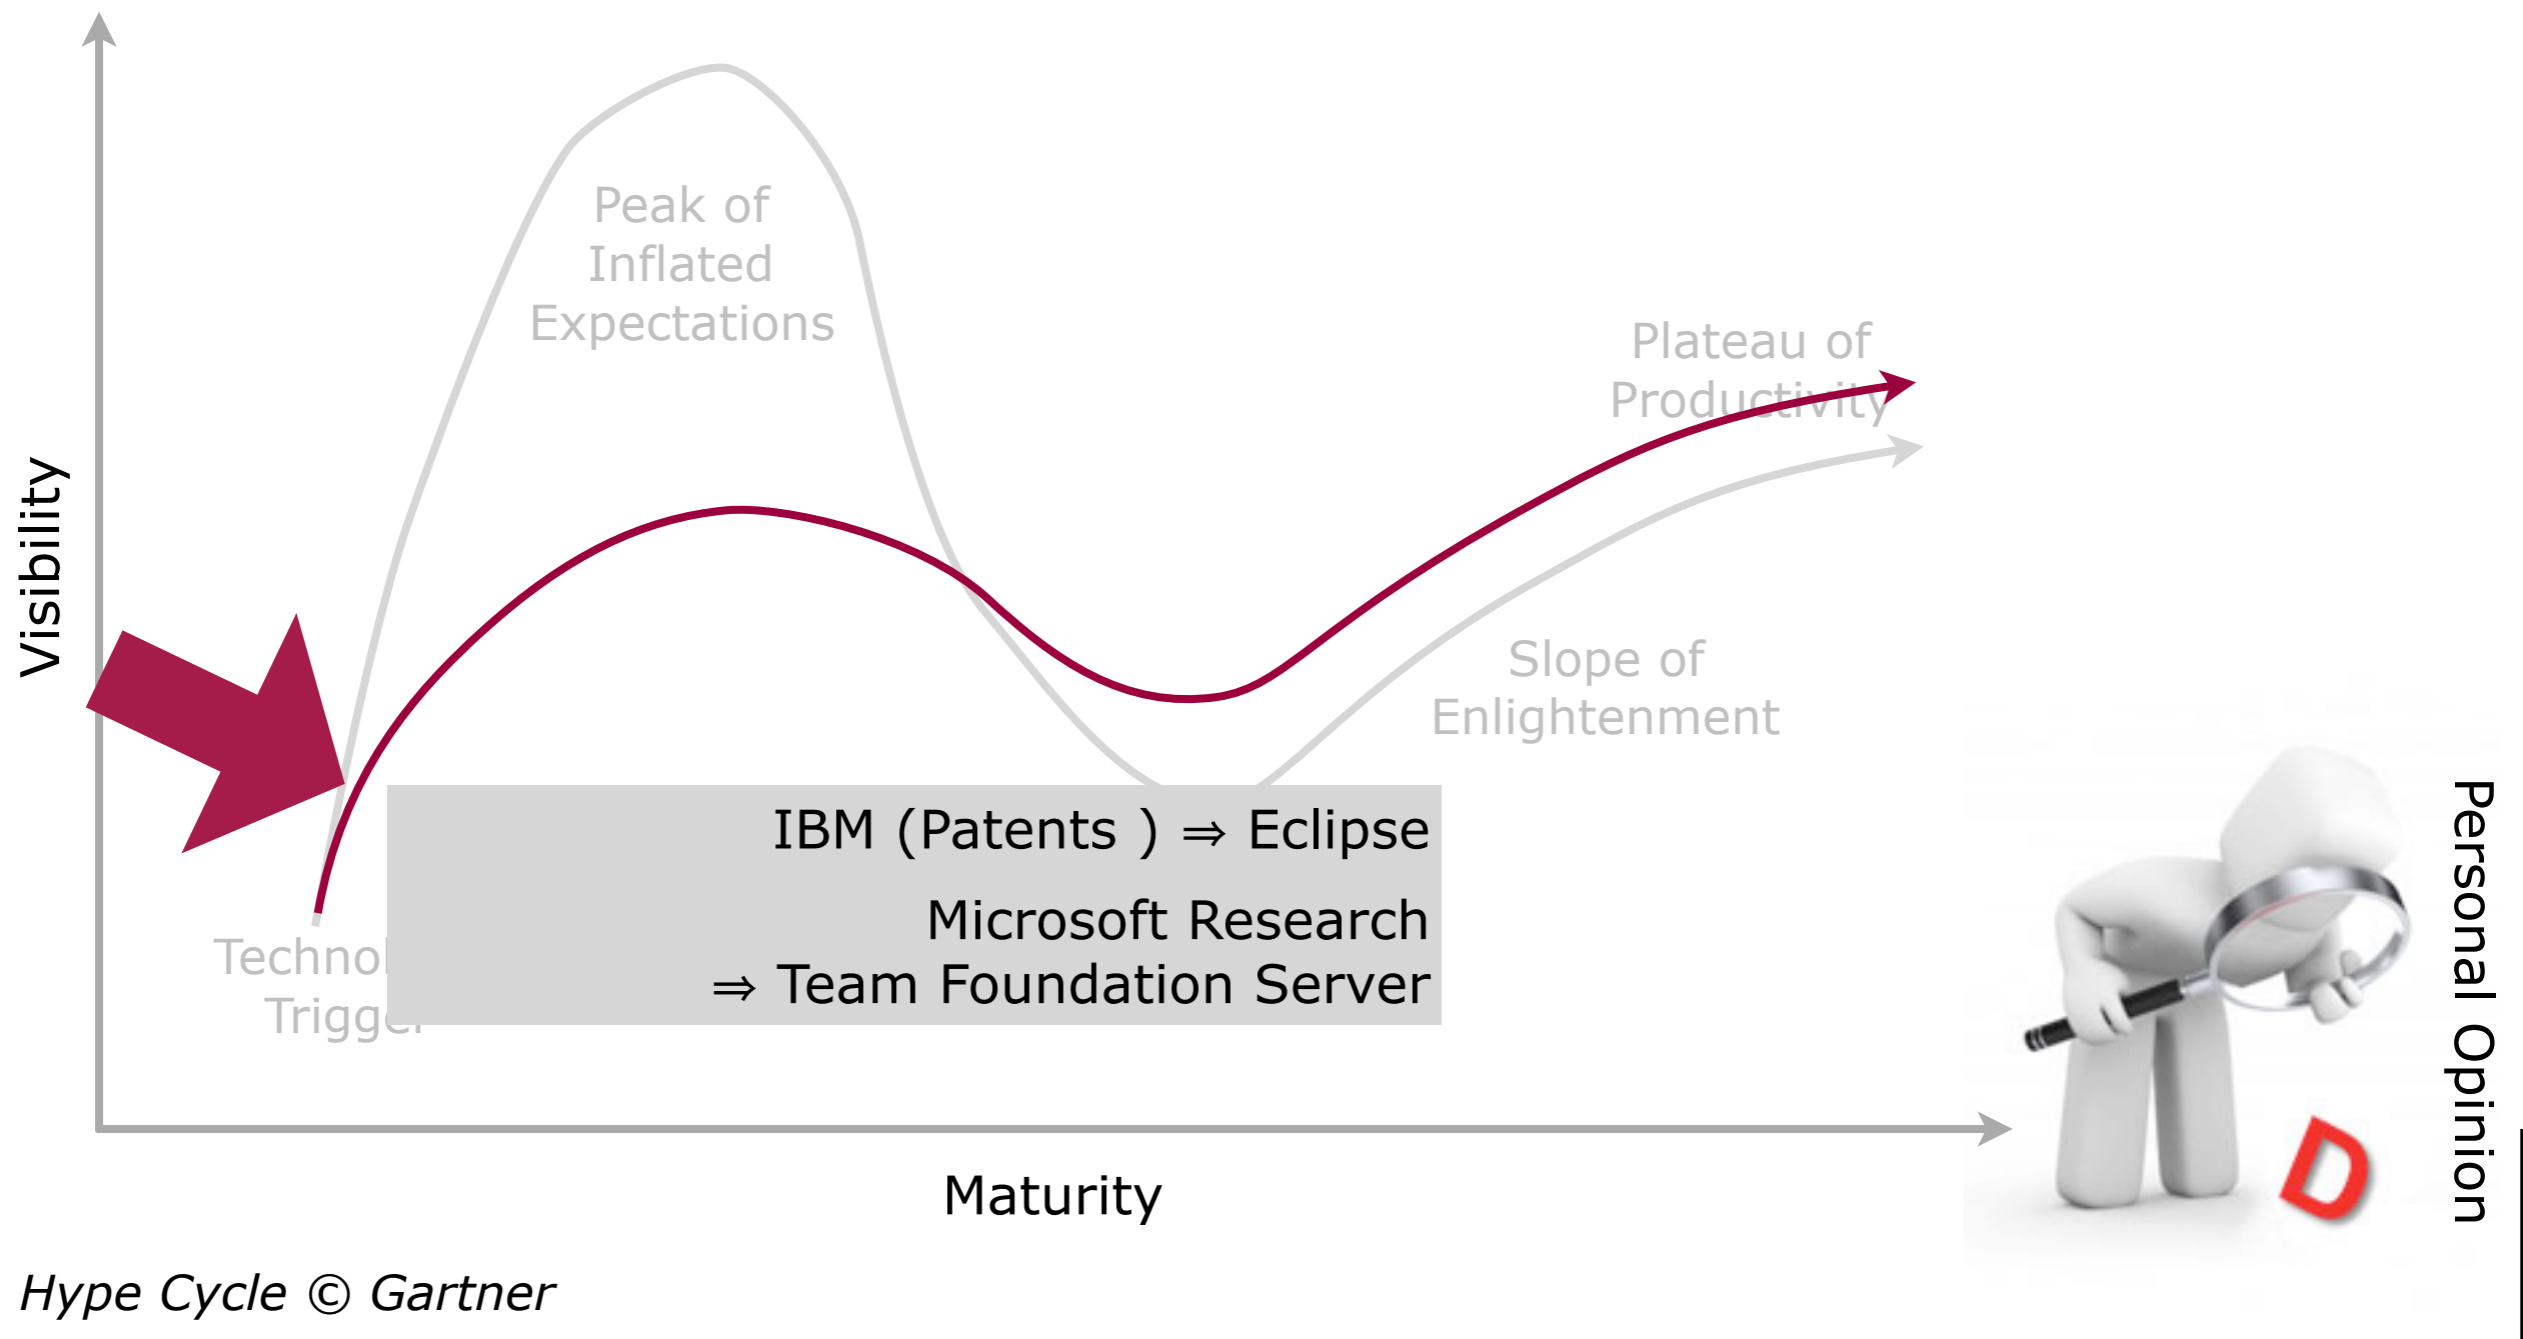 Peak of
Inflated
Expectations
Plateau of
Productivity
Visibility
Slope of
Enlightenment
IBM (Patents ) ⇒ Eclipse
Microsoft Research
⇒ Team Foundation Server
Trigger
Personal Opinion
D
Maturity
Hype Cycle © Gartner